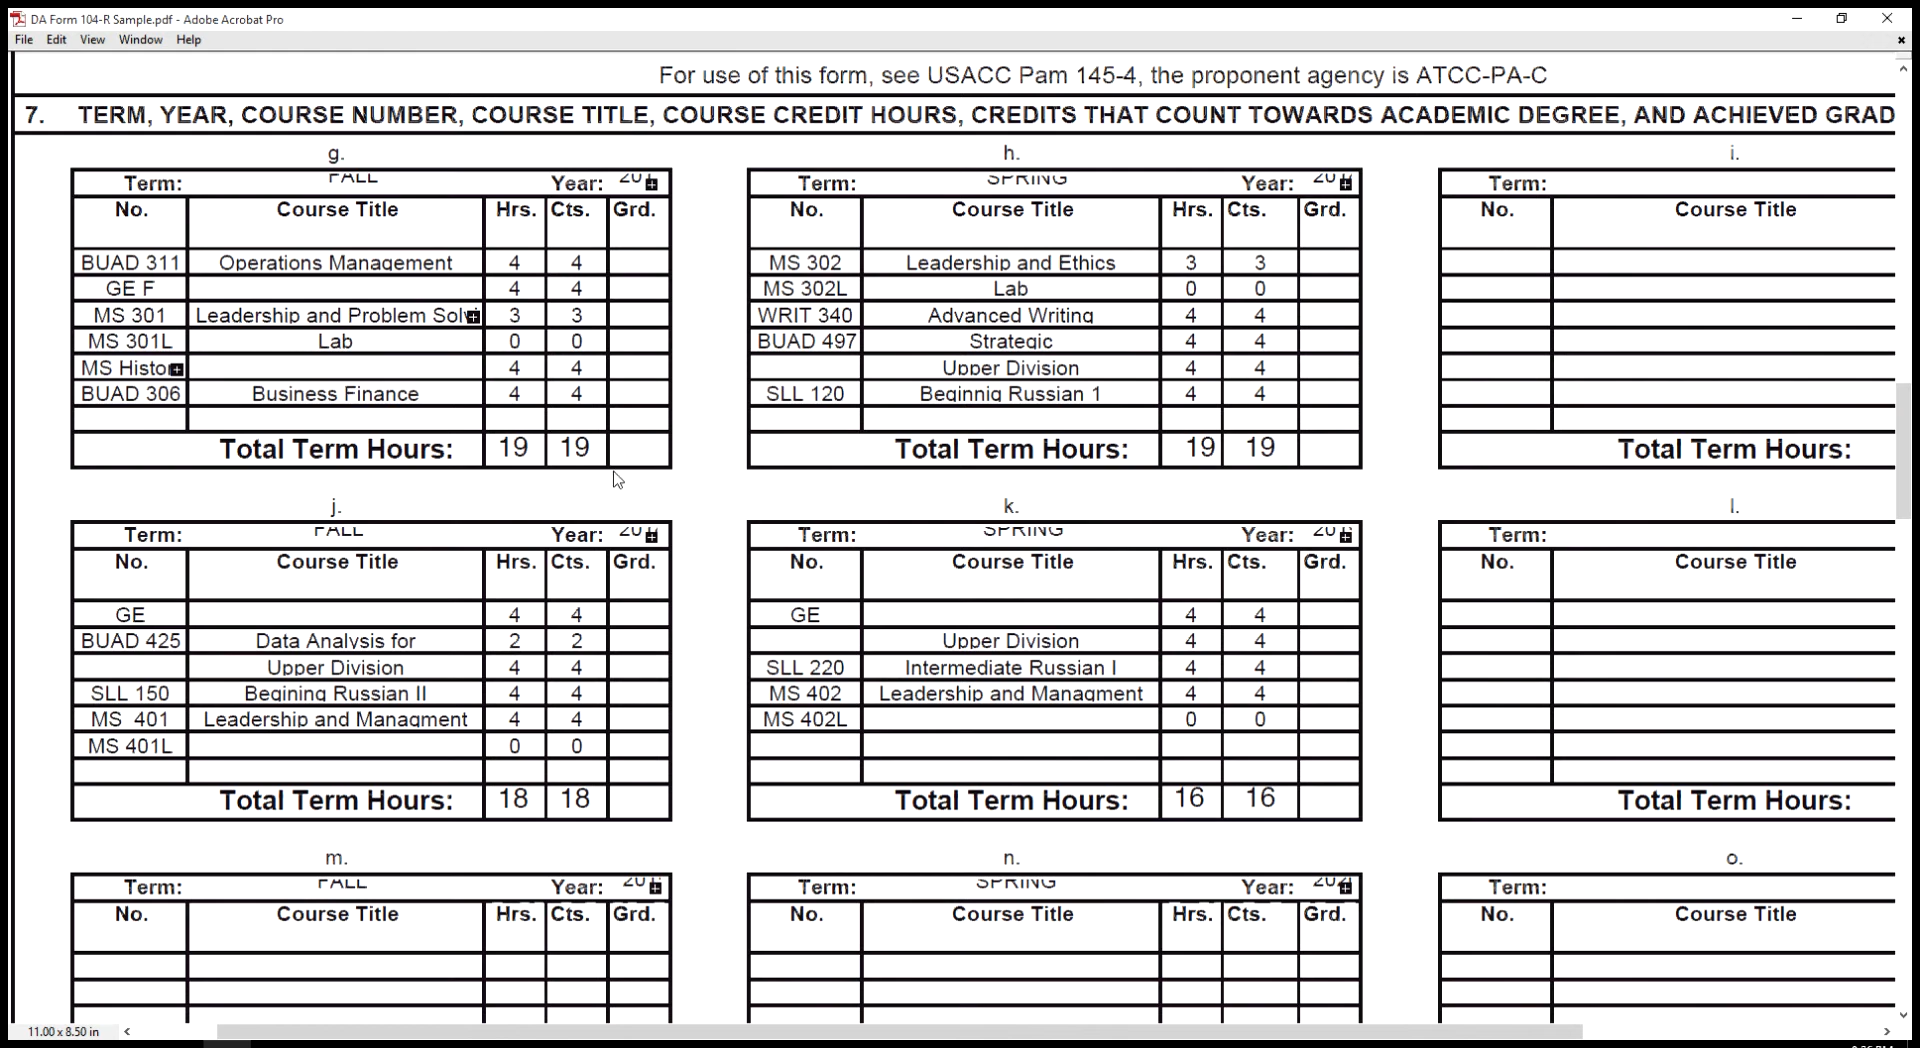 DA Form 104-R Sample.pdf - Adobe Acrobat Pro
File Edit View Window Help
For use of this form, see USACC Pam 145-4, the proponent agency is ATCC-PA-C
7. TERM, YEAR, COURSE NUMBER, COURSE TITLE, COURSE CREDIT HOURS, CREDITS THAT COUNT TOWARDS ACADEMIC DEGREE, AND ACHIEVED GRAD
g.
Term: FALL Year:
No. Course Title Hrs. Cts. Grd.
BUAD 311 Operations Management 4 4
GE F 4 4
MS 301 Leadership and Problem Solvi 3 3
MS 301L Lab 0 0
MS Histo 4 4
BUAD 306 Business Finance 4 4
Total Term Hours: 19 19
h.
Term: SPRING Year:
No. Course Title Hrs. Cts. Grd.
MS 302 Leadership and Ethics 3 3
MS 302L Lab 0 0
WRIT 340 Advanced Writing 4 4
BUAD 497 Strategic 4 4
Upper Division 4 4
SLL 120 Beginnig Russian 1 4 4
Total Term Hours: 19 19
i.
Term:
No. Course Title
Total Term Hours:
j.
Term: FALL Year:
No. Course Title Hrs. Cts. Grd.
GE 4 4
BUAD 425 Data Analysis for 2 2
Upper Division 4 4
SLL 150 Begining Russian II 4 4
MS 401 Leadership and Managment 4 4
MS 401L 0 0
Total Term Hours: 18 18
k.
Term: SPRING Year:
No. Course Title Hrs. Cts. Grd.
GE 4 4
Upper Division 4 4
SLL 220 Intermediate Russian I 4 4
MS 402 Leadership and Managment 4 4
MS 402L 0 0
Total Term Hours: 16 16
l.
Term:
No. Course Title
Total Term Hours:
m.
Term: FALL Year:
No. Course Title Hrs. Cts. Grd.
n.
Term: SPRING Year:
No. Course Title Hrs. Cts. Grd.
o.
Term:
No. Course Title
11.00 x 8.50 in